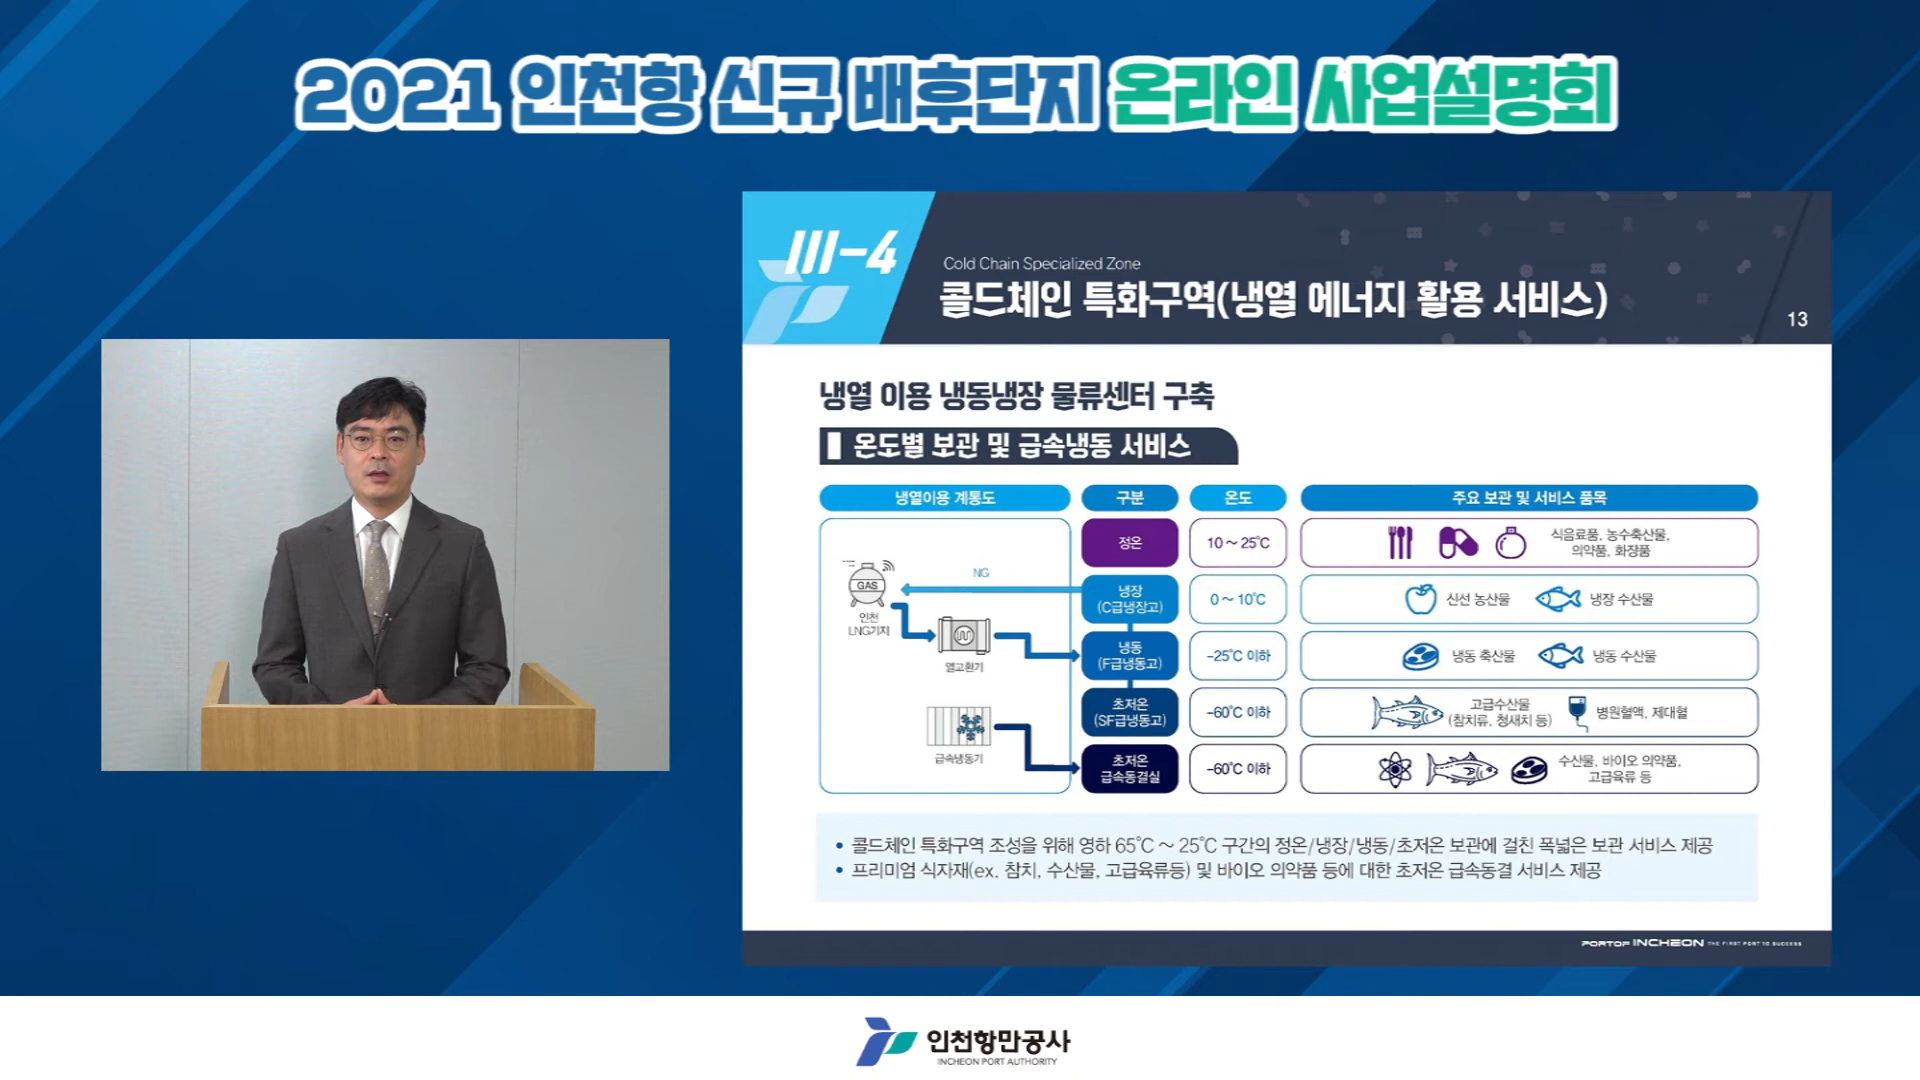 2021 인천항 신규 배후단지 온라인 사업설명회
III-4
Cold Chain Specialized Zone
콜드체인 특화구역(냉열 에너지 활용 서비스)
13
냉열 이용 냉동냉장 물류센터 구축
온도별 보관 및 급속냉동 서비스
냉열이용 계통도
구분
온도
주요 보관 및 서비스 품목
GAS
인천
LNG기지
NG
열교환기
급속냉동기
정온
10 ~ 25℃
식음료품, 농수축산물,
의약품, 화장품
냉장
(C급냉장고)
0 ~ 10℃
신선 농산물
냉장 수산물
냉동
(F급냉동고)
-25℃ 이하
냉동 축산물
냉동 수산물
초저온
(SF급냉동고)
-60℃ 이하
고급수산물
(참치류, 청새치 등)
병원혈액, 제대혈
초저온
급속동결실
-60℃ 이하
수산물, 바이오 의약품,
고급육류 등
• 콜드체인 특화구역 조성을 위해 영하 65℃ ~ 25℃ 구간의 정온/냉장/냉동/초저온 보관에 걸친 폭넓은 보관 서비스 제공
• 프리미엄 식자재(ex. 참치, 수산물, 고급육류등) 및 바이오 의약품 등에 대한 초저온 급속동결 서비스 제공
PORT OF INCHEON THE FIRST PORT TO SUCCESS
인천항만공사
INCHEON PORT AUTHORITY